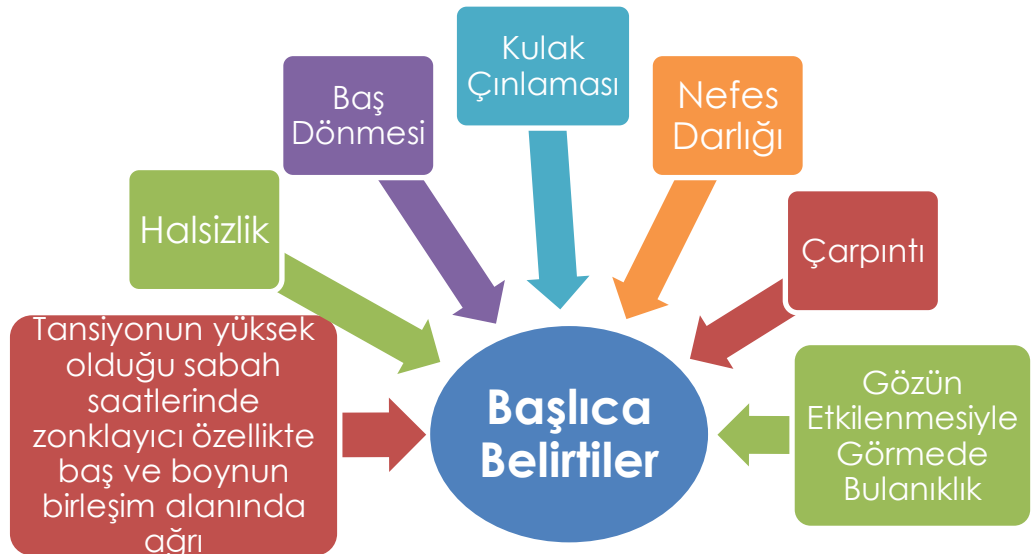 Kulak
Çınlaması
Baş
Dönmesi
Nefes
Darlığı
Halsizlik
Çarpıntı
Tansiyonun yüksek
olduğu sabah
saatlerinde
zonklayıcı özellikte
baş ve boynun
birleşim alanında
ağrı
Başlıca
Belirtiler
Gözün
Etkilenmesiyle
Görmede
Bulanıklık